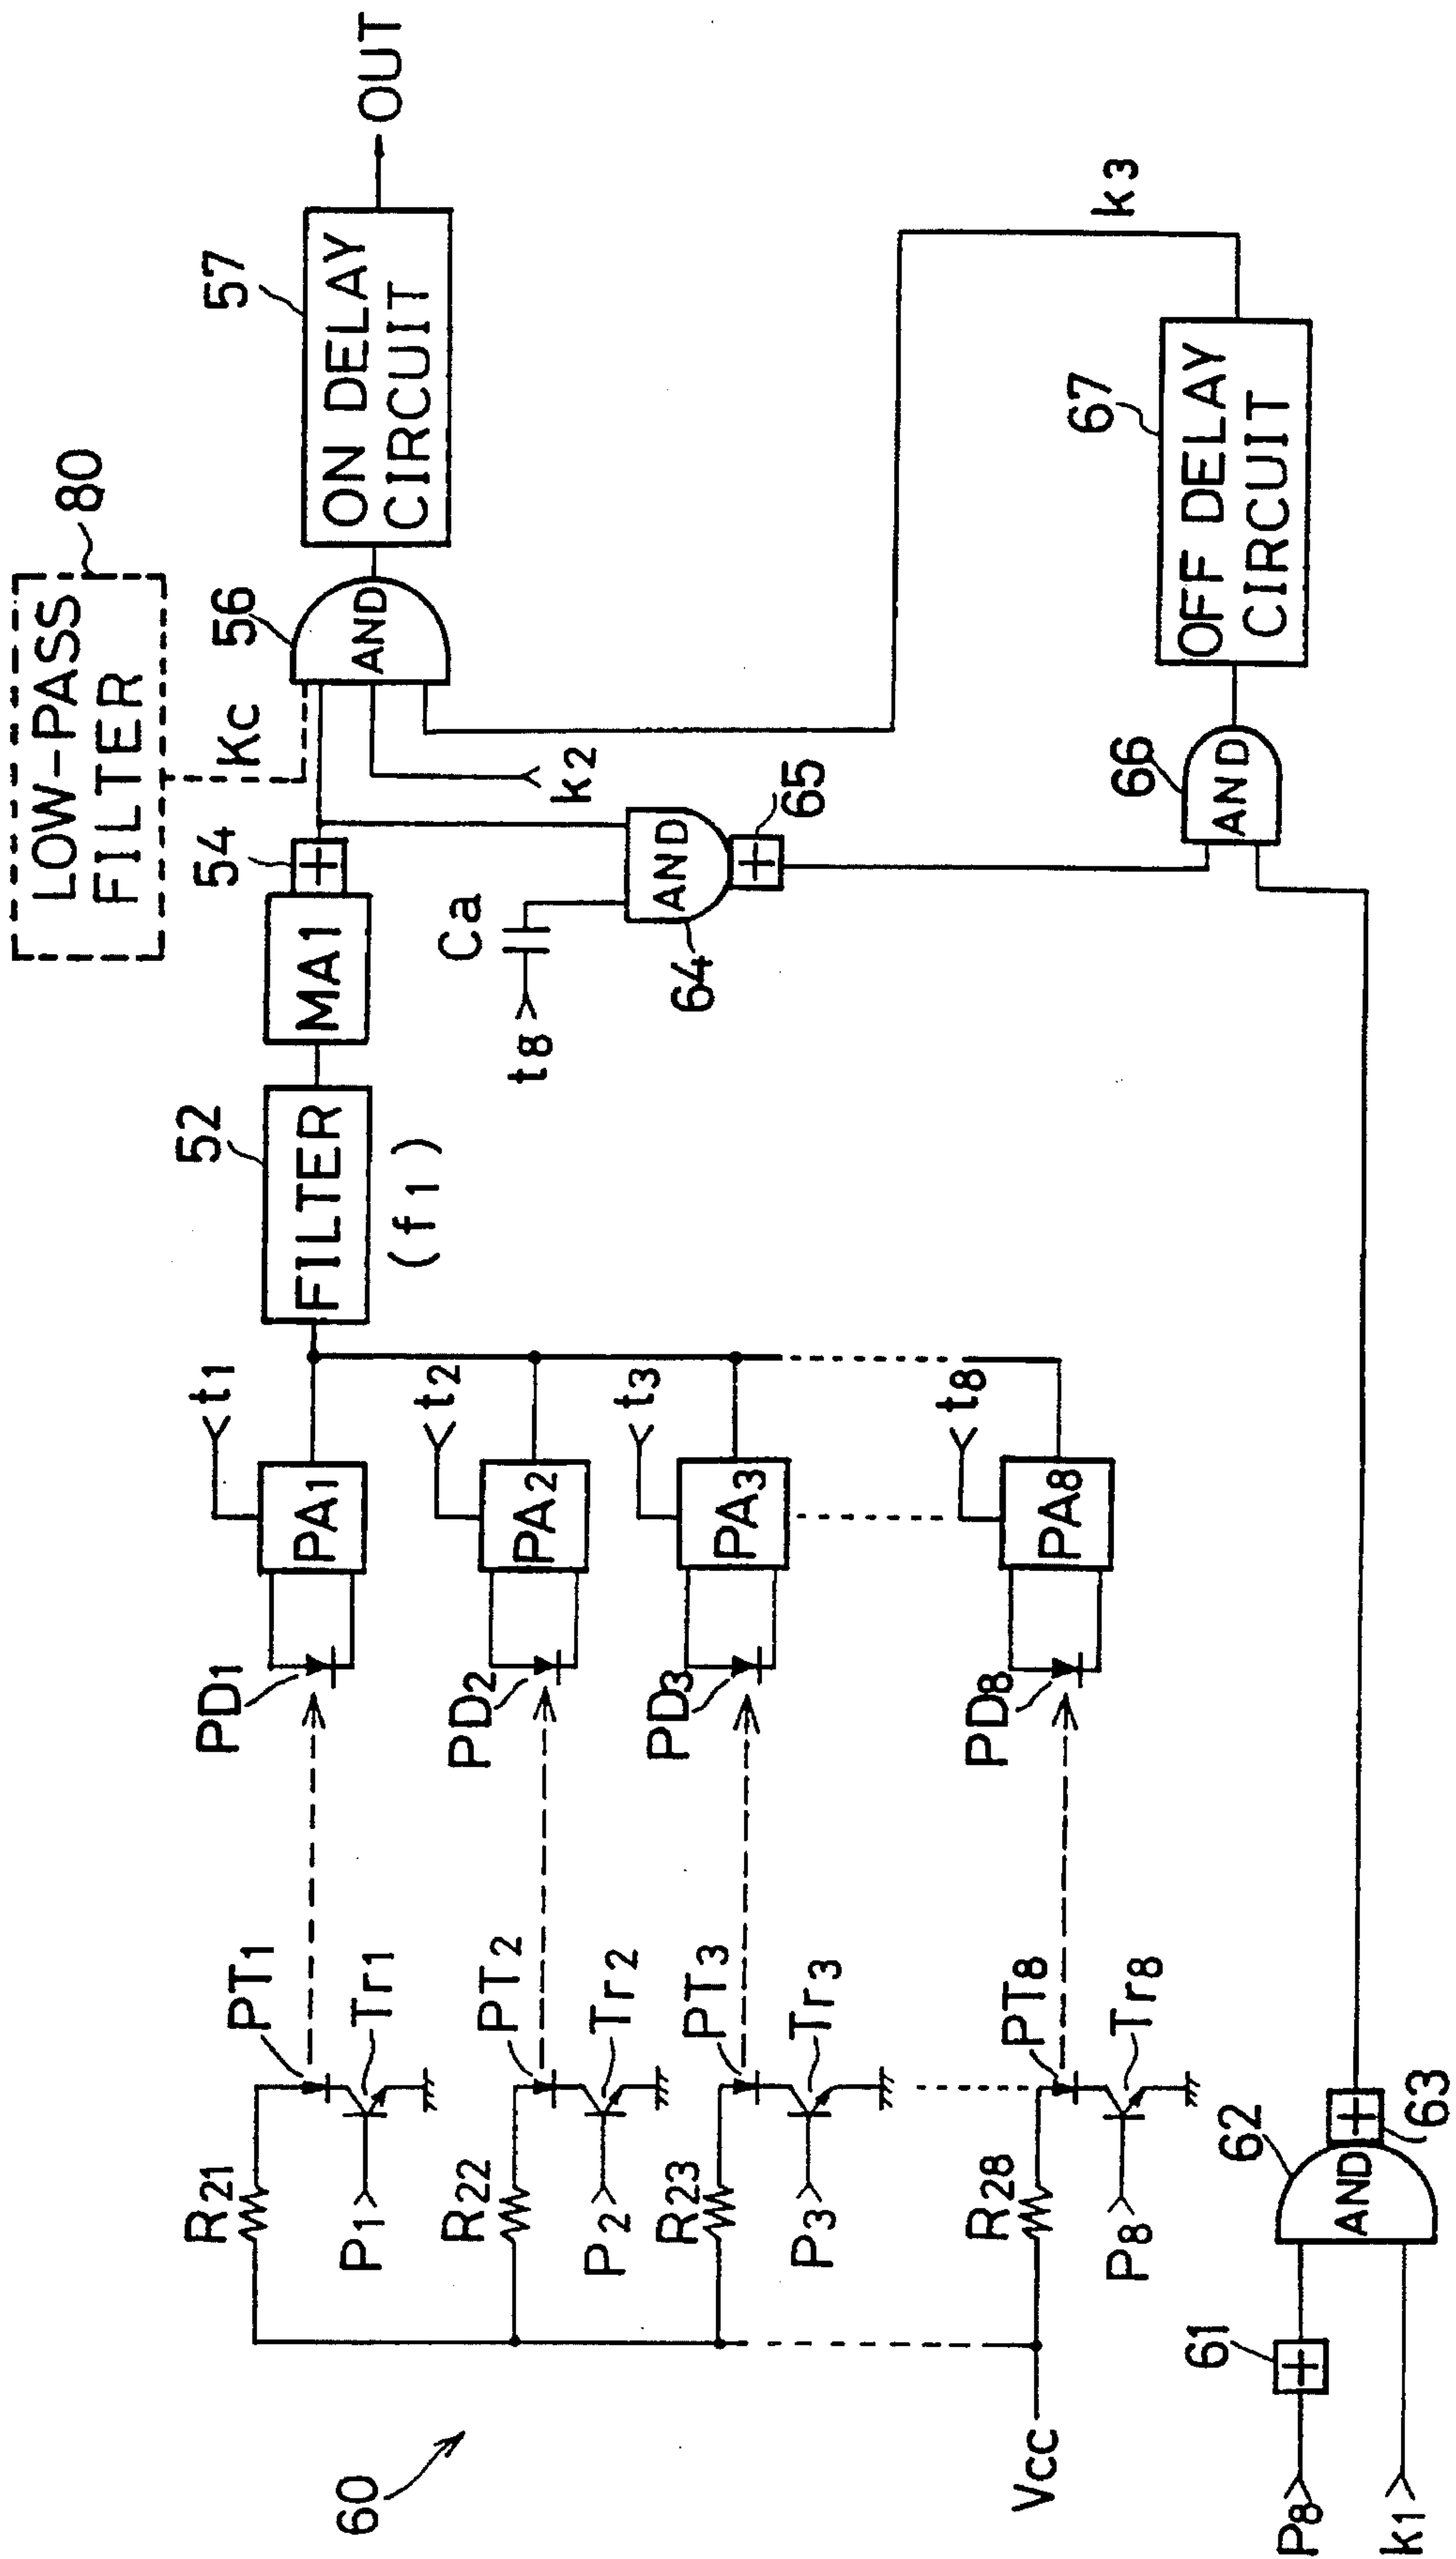 60
Vcc
R21
PT1
Tr1
P1
PD1
PA1
t1
R22
PT2
Tr2
P2
PD2
PA2
t2
R23
PT3
Tr3
P3
PD3
PA3
t3
R28
PT8
Tr8
P8
PD8
PA8
t8
52
FILTER
(f1)
MA1
54
+
LOW-PASS
FILTER
80
Kc
56
AND
k2
57
ON DELAY
CIRCUIT
OUT
t8
Ca
AND
64
+
65
P8
61
+
k1
62
AND
+
63
66
AND
67
OFF DELAY
CIRCUIT
k3